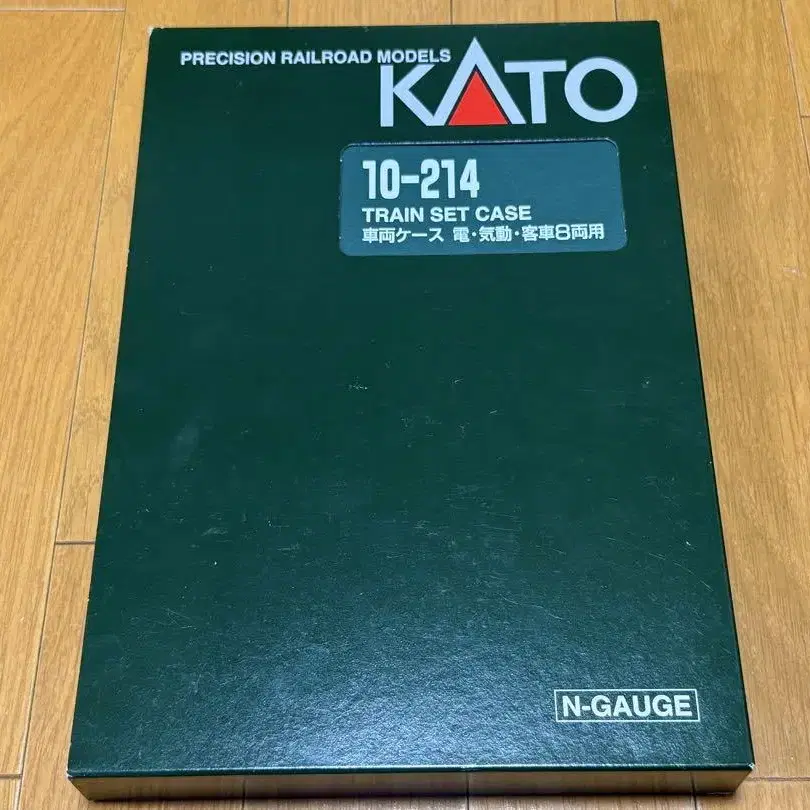 PRECISION RAILROAD MODELS
KATO
10-214
TRAIN SET CASE
車両ケース 電・気動・客車8両用
N-GAUGE